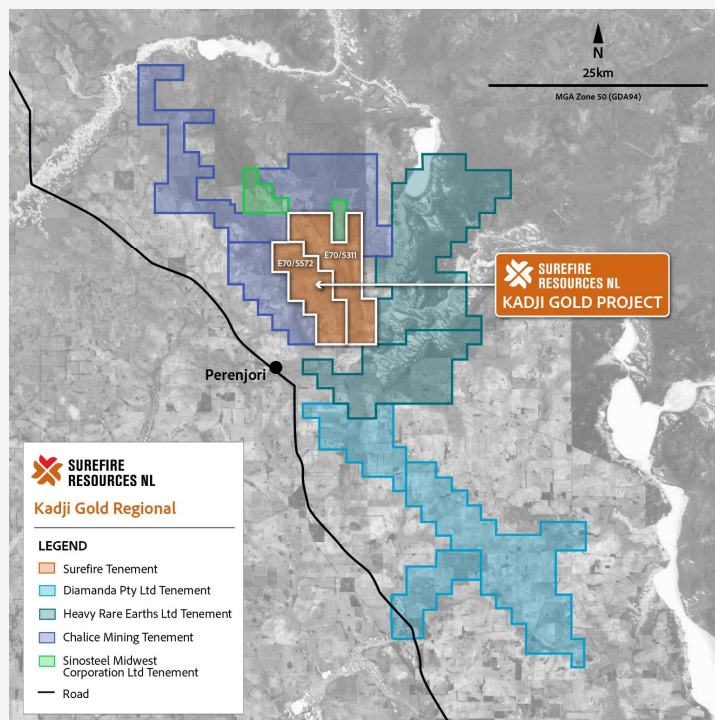 N
25km
MGA Zone 50 (GDA94)
E70/5311
E70/5572
SUREFIRE
RESOURCES NL
KADJI GOLD PROJECT
Perenjori
SUREFIRE
RESOURCES NL
Kadji Gold Regional
LEGEND
Surefire Tenement
Diamanda Pty Ltd Tenement
Heavy Rare Earths Ltd Tenement
Chalice Mining Tenement
Sinosteel Midwest
Corporation Ltd Tenement
Road